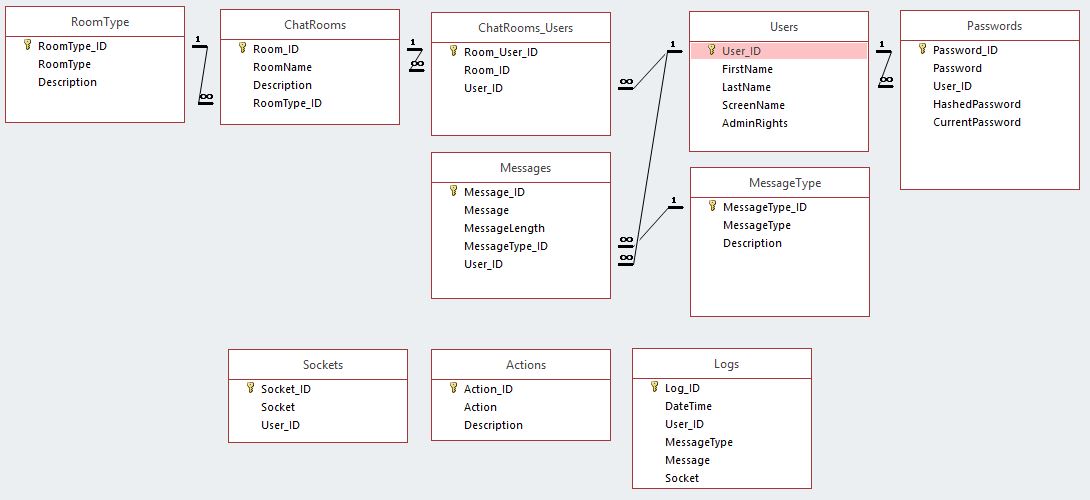 RoomType
RoomType_ID
RoomType
Description
1
∞
ChatRooms
Room_ID
RoomName
Description
RoomType_ID
1
∞
ChatRooms_Users
Room_User_ID
Room_ID
User_ID
∞
1
Users
User_ID
FirstName
LastName
ScreenName
AdminRights
1
∞
Passwords
Password_ID
Password
User_ID
HashedPassword
CurrentPassword
Messages
Message_ID
Message
MessageLength
MessageType_ID
User_ID
∞
∞
1
MessageType
MessageType_ID
MessageType
Description
Sockets
Socket_ID
Socket
User_ID
Actions
Action_ID
Action
Description
Logs
Log_ID
DateTime
User_ID
MessageType
Message
Socket